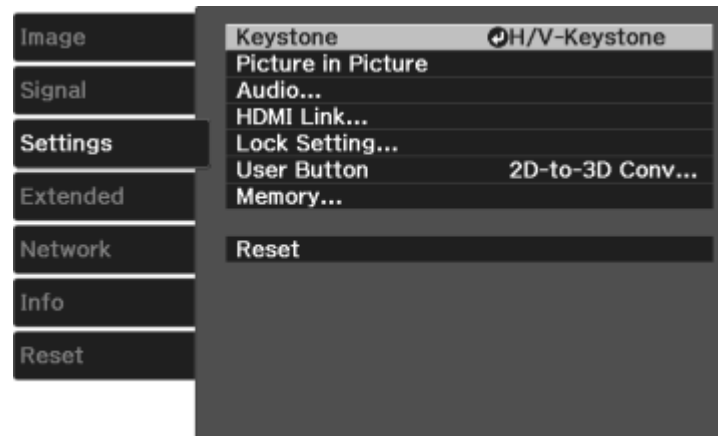 Image
Signal
Settings
Extended
Network
Info
Reset
Keystone H/V-Keystone
Picture in Picture
Audio...
HDMI Link...
Lock Setting...
User Button 2D-to-3D Conv...
Memory...
Reset